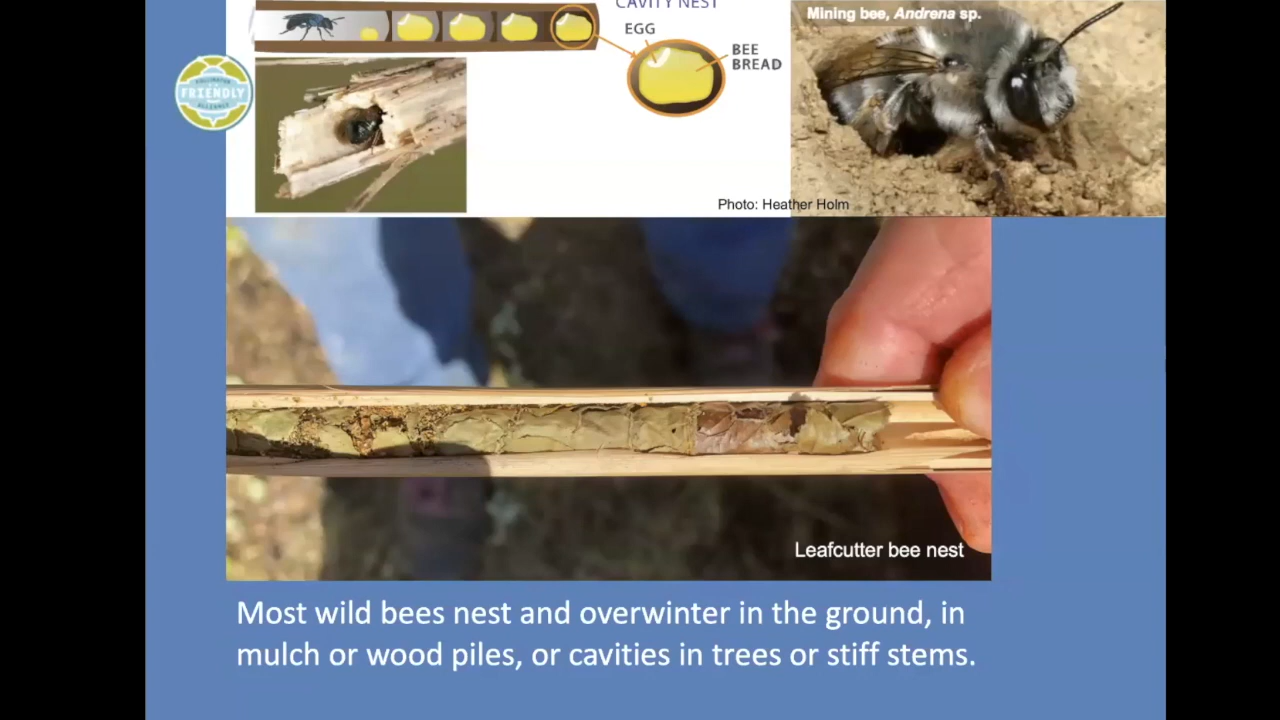 CAVITY NEST
EGG
BEE
BREAD
Mining bee, Andrena sp.
FRIENDLY
Photo: Heather Holm
Leafcutter bee nest
Most wild bees nest and overwinter in the ground, in
mulch or wood piles, or cavities in trees or stiff stems.